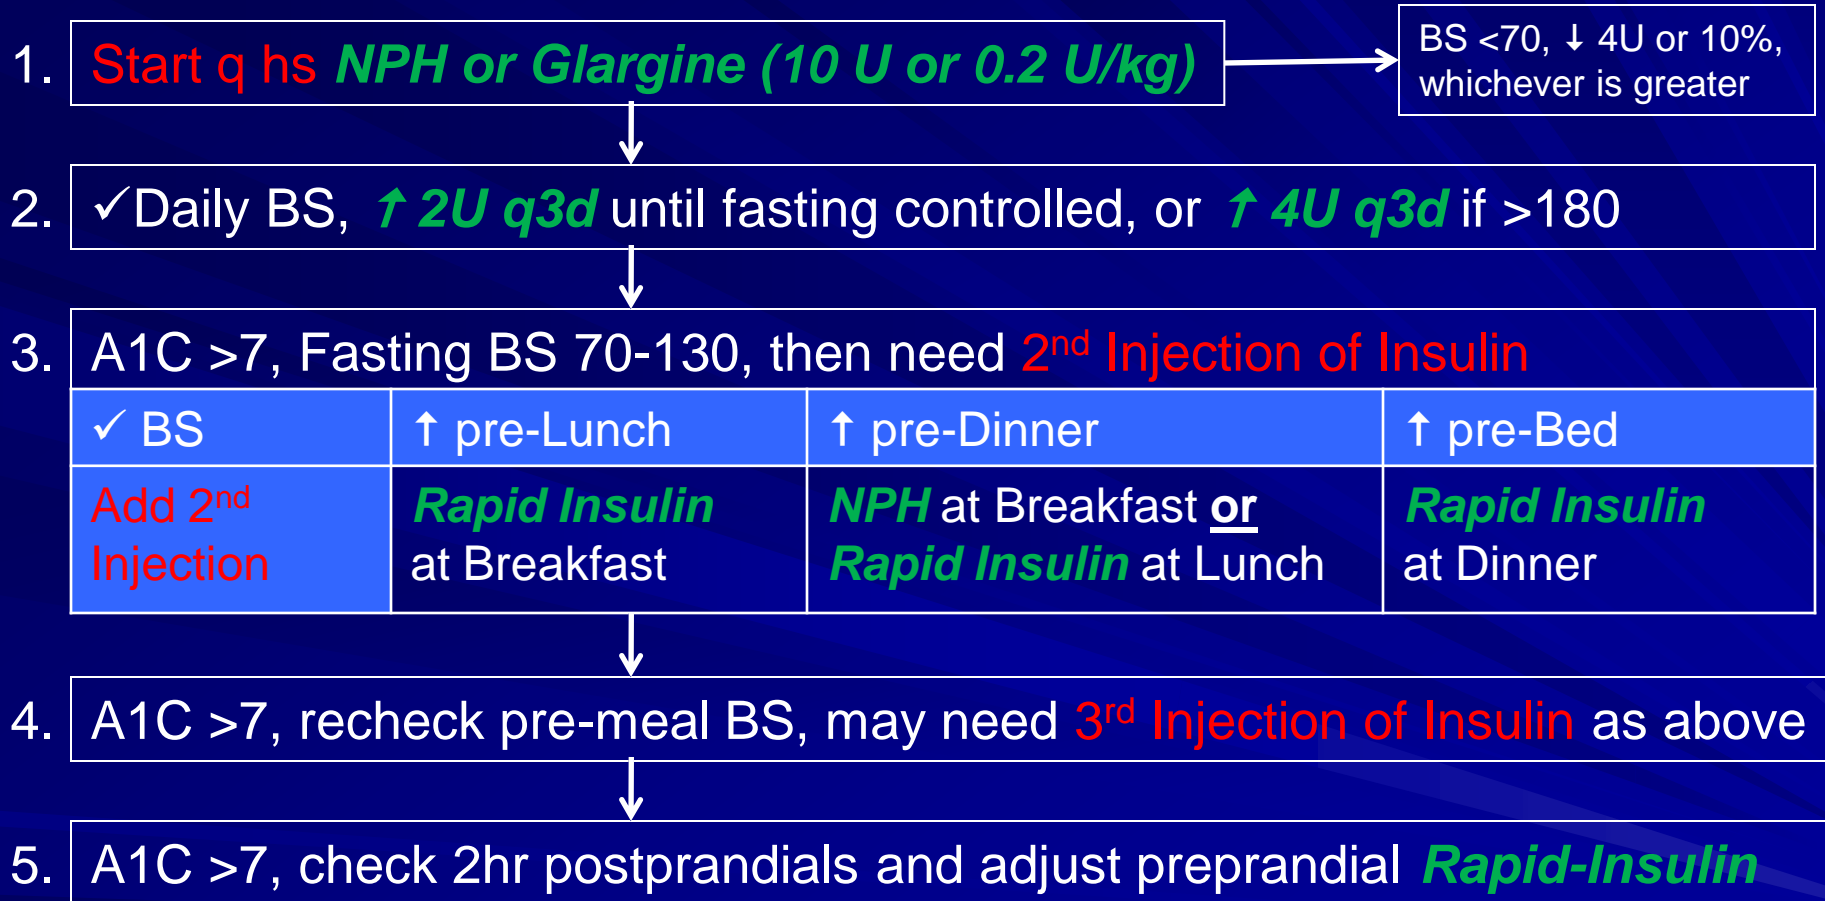 1. Start q hs NPH or Glargine (10 U or 0.2 U/kg)
BS <70, ↓ 4U or 10%,
whichever is greater
2. ✓Daily BS, ↑ 2U q3d until fasting controlled, or ↑ 4U q3d if >180
3. A1C >7, Fasting BS 70-130, then need 2nd Injection of Insulin
✓ BS
↑ pre-Lunch
↑ pre-Dinner
↑ pre-Bed
Add 2nd
Injection
Rapid Insulin
at Breakfast
NPH at Breakfast or
Rapid Insulin at Lunch
Rapid Insulin
at Dinner
4. A1C >7, recheck pre-meal BS, may need 3rd Injection of Insulin as above
5. A1C >7, check 2hr postprandials and adjust preprandial Rapid-Insulin